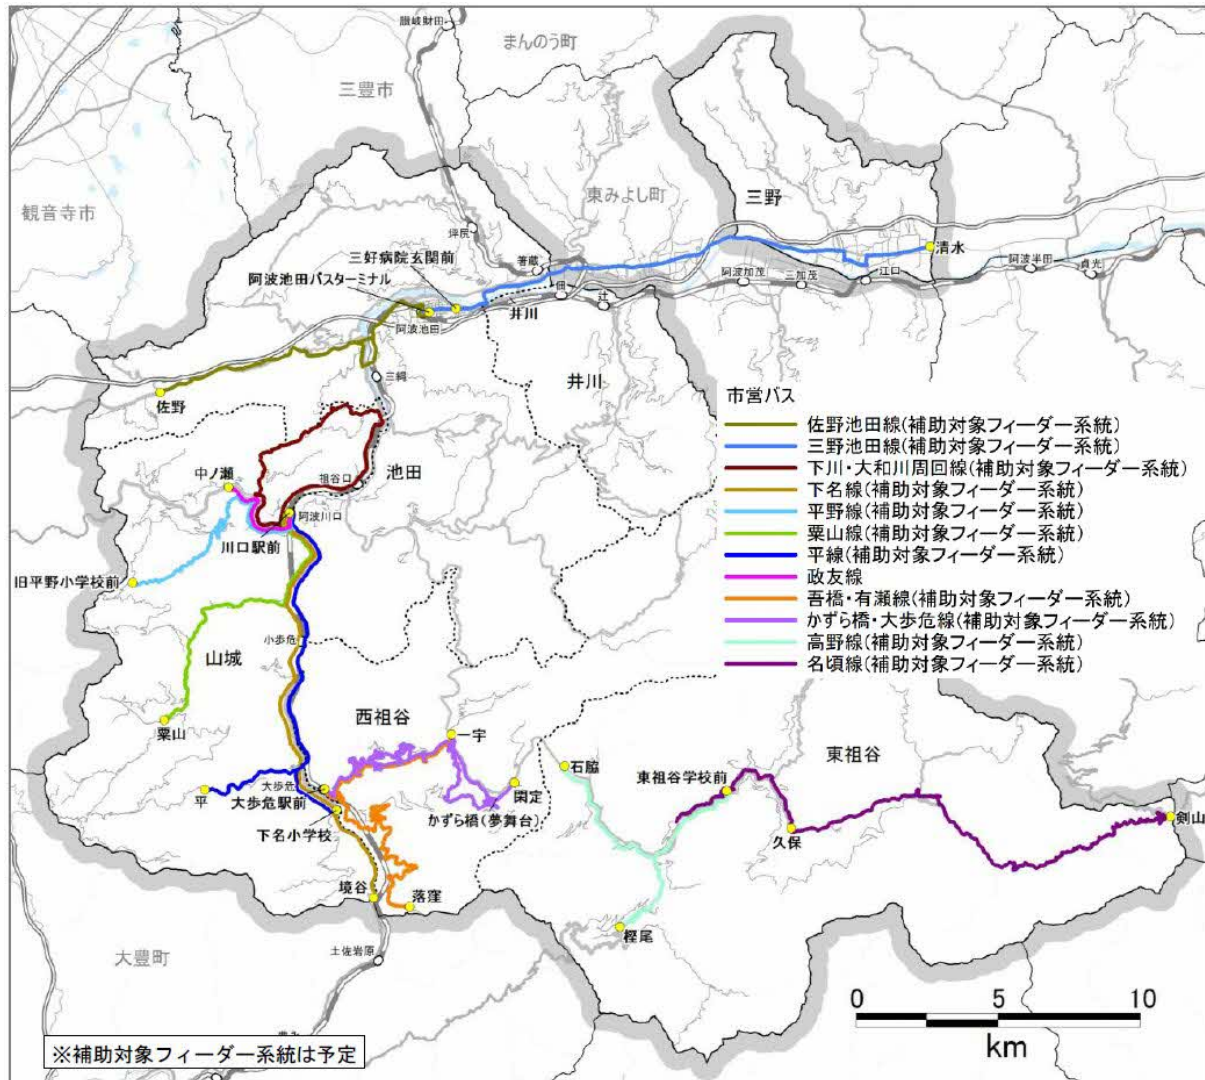 讃岐財田
まんのう町
三豊市
三野
東みよし町
観音寺市
坪尻
清水
三好病院玄関前
箸蔵
阿波半田
貞光
阿波池田バスターミナル
阿波加茂
三加茂
江口
佃
辻
井川
阿波池田
三縄
井川
佐野
市営バス
佐野池田線(補助対象フィーダー系統)
三野池田線(補助対象フィーダー系統)
下川・大和川周回線(補助対象フィーダー系統)
下名線(補助対象フィーダー系統)
平野線(補助対象フィーダー系統)
粟山線(補助対象フィーダー系統)
平線(補助対象フィーダー系統)
政友線
吾橋・有瀬線(補助対象フィーダー系統)
かずら橋・大歩危線(補助対象フィーダー系統)
高野線(補助対象フィーダー系統)
名頃線(補助対象フィーダー系統)
中ノ瀬
祖谷口
池田
阿波川口
川口駅前
旧平野小学校前
小歩危
山城
粟山
西祖谷
一宇
東祖谷
石脇
東祖谷学校前
平
大歩危
大歩危駅前
閑定
かずら橋(夢舞台)
剣山
下名小学校
久保
境谷
落窪
樫尾
大豊町
土佐岩原
0
5
10
km
※補助対象フィーダー系統は予定